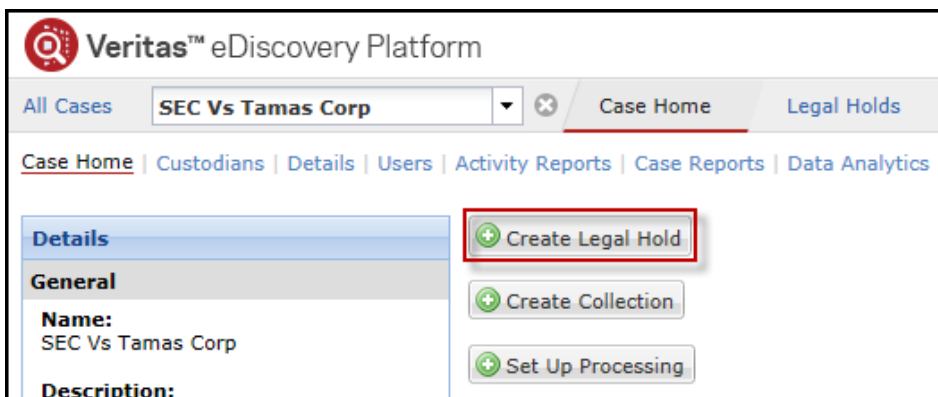 Veritas™ eDiscovery Platform
All Cases SEC Vs Tamas Corp Case Home Legal Holds
Case Home | Custodians | Details | Users | Activity Reports | Case Reports | Data Analytics
Details
General
Name:
SEC Vs Tamas Corp
Description:
Create Legal Hold
Create Collection
Set Up Processing